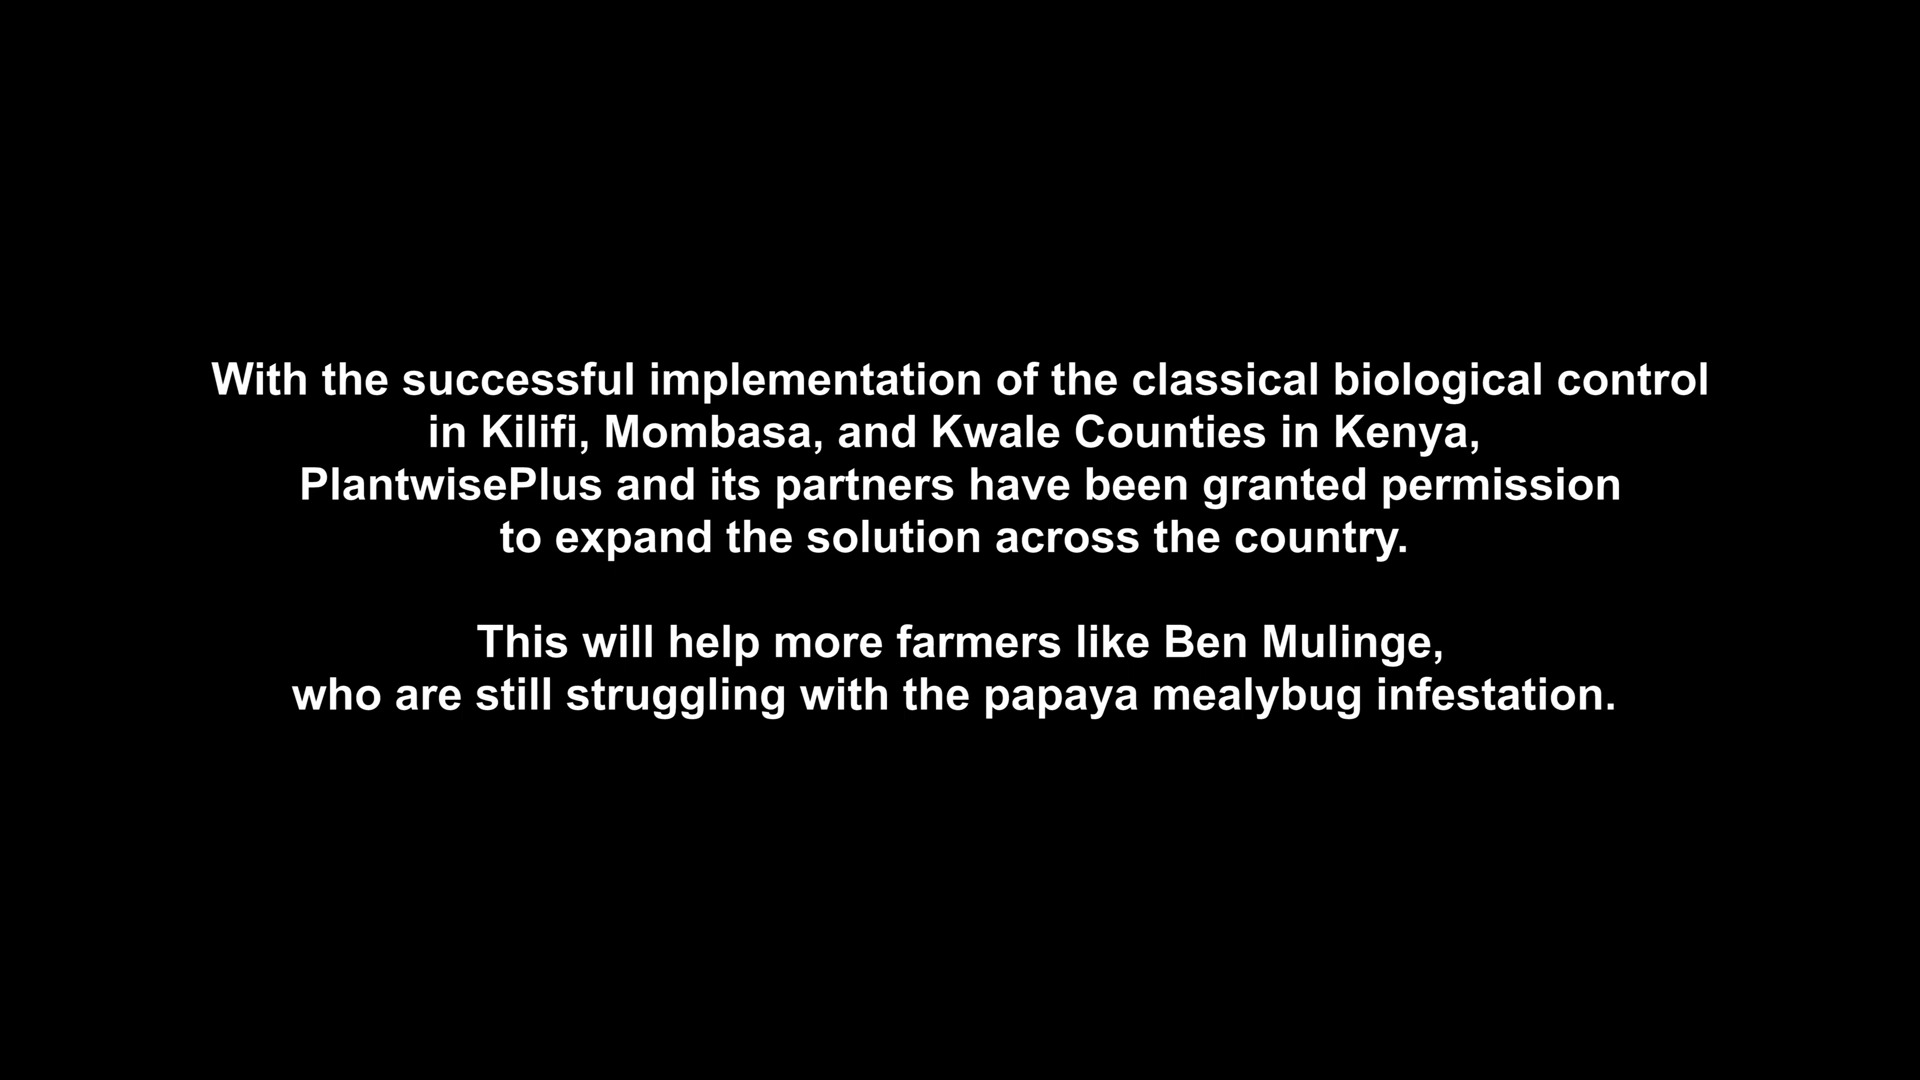 With the successful implementation of the classical biological control
in Kilifi, Mombasa, and Kwale Counties in Kenya,
PlantwisePlus and its partners have been granted permission
to expand the solution across the country.
This will help more farmers like Ben Mulinge,
who are still struggling with the papaya mealybug infestation.